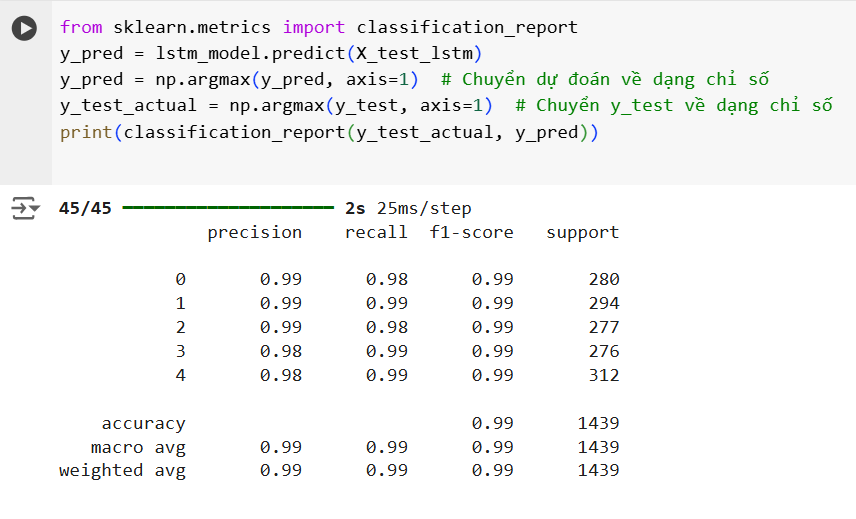 from sklearn.metrics import classification_report
y_pred = lstm_model.predict(X_test_lstm)
y_pred = np.argmax(y_pred, axis=1)  # Chuyển dự đoán về dạng chỉ số
y_test_actual = np.argmax(y_test, axis=1)  # Chuyển y_test về dạng chỉ số
print(classification_report(y_test_actual, y_pred))
45/45 ━━━━━━━━━━━━━━━━━━━━ 2s 25ms/step
              precision    recall  f1-score   support
           0       0.99      0.98      0.99       280
           1       0.99      0.99      0.99       294
           2       0.99      0.98      0.99       277
           3       0.98      0.99      0.99       276
           4       0.98      0.99      0.99       312
    accuracy                           0.99      1439
   macro avg       0.99      0.99      0.99      1439
weighted avg       0.99      0.99      0.99      1439